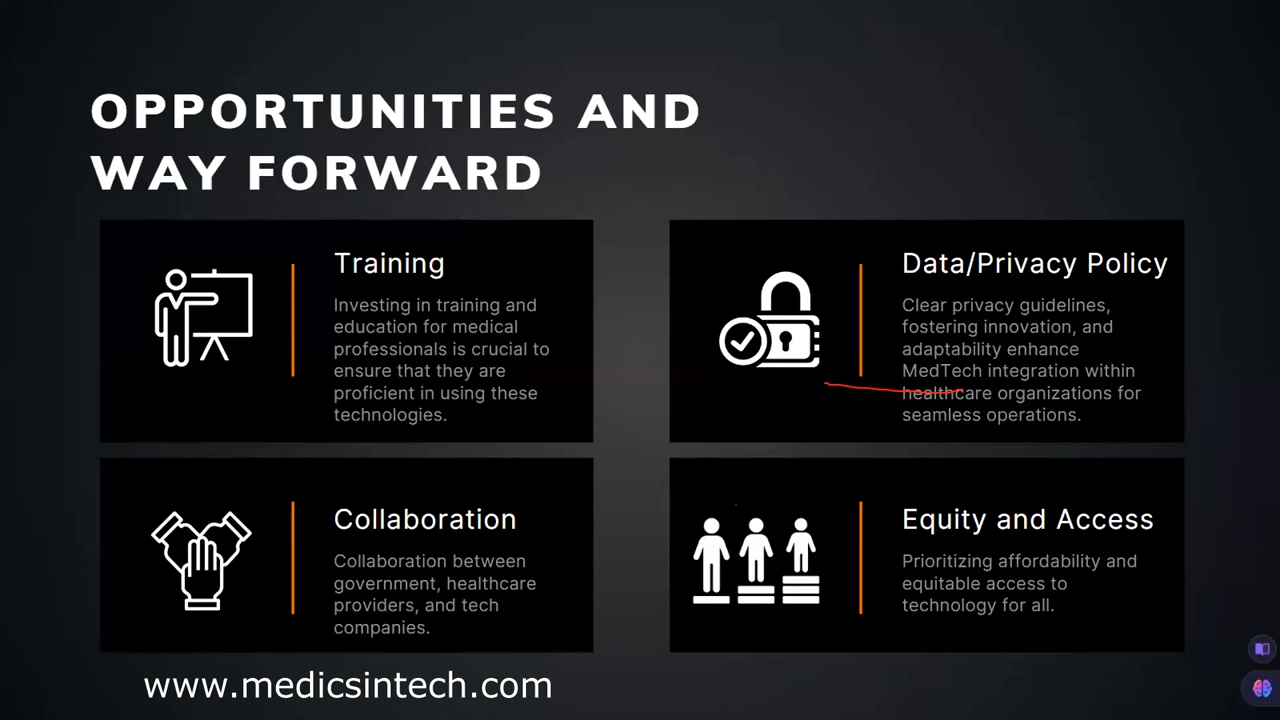 OPPORTUNITIES AND
WAY FORWARD
Training
Investing in training and
education for medical
professionals is crucial to
ensure that they are
proficient in using these
technologies.
Data/Privacy Policy
Clear privacy guidelines,
fostering innovation, and
adaptability enhance
MedTech integration within
healthcare organizations for
seamless operations.
Collaboration
Collaboration between
government, healthcare
providers, and tech
companies.
Equity and Access
Prioritizing affordability and
equitable access to
technology for all.
www.medicsintech.com